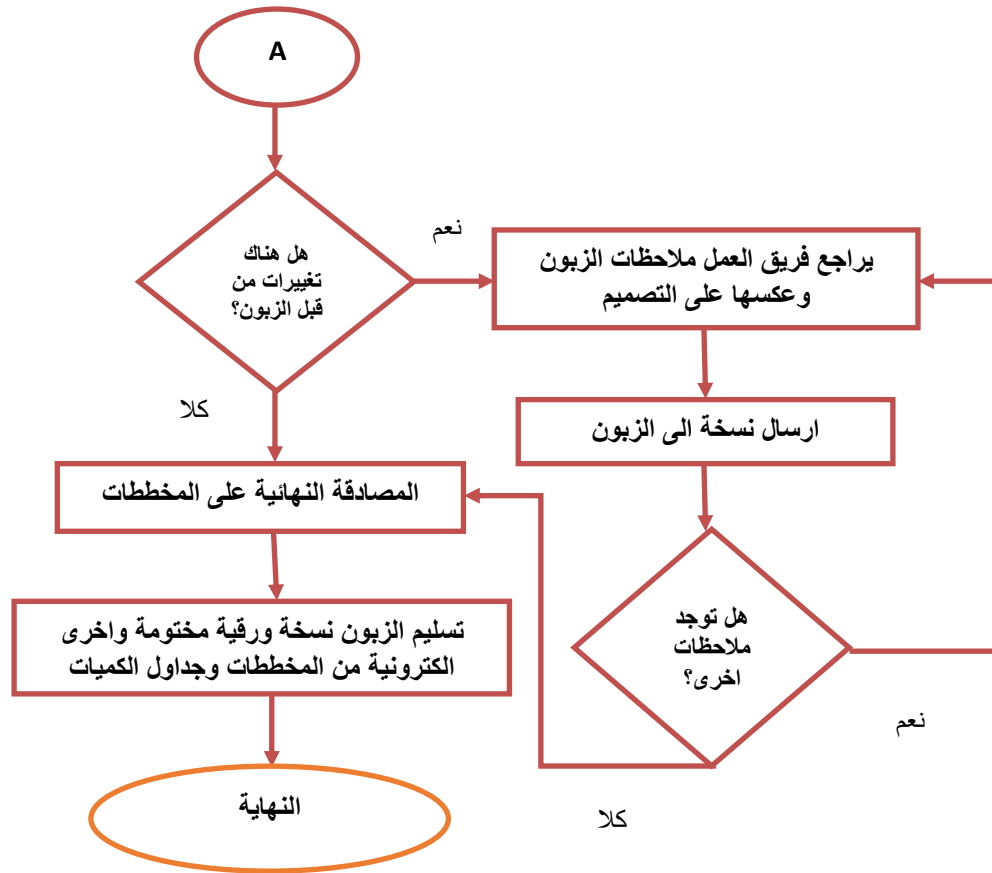 A
هل هناك
تغييرات من
قبل الزبون؟
نعم
يراجع فريق العمل ملاحظات الزبون
وعكسها على التصميم
كلا
ارسال نسخة الى الزبون
المصادقة النهائية على المخططات
هل توجد
ملاحظات
اخرى؟
تسليم الزبون نسخة ورقية مختومة واخرى
الكترونية من المخططات وجداول الكميات
نعم
كلا
النهاية